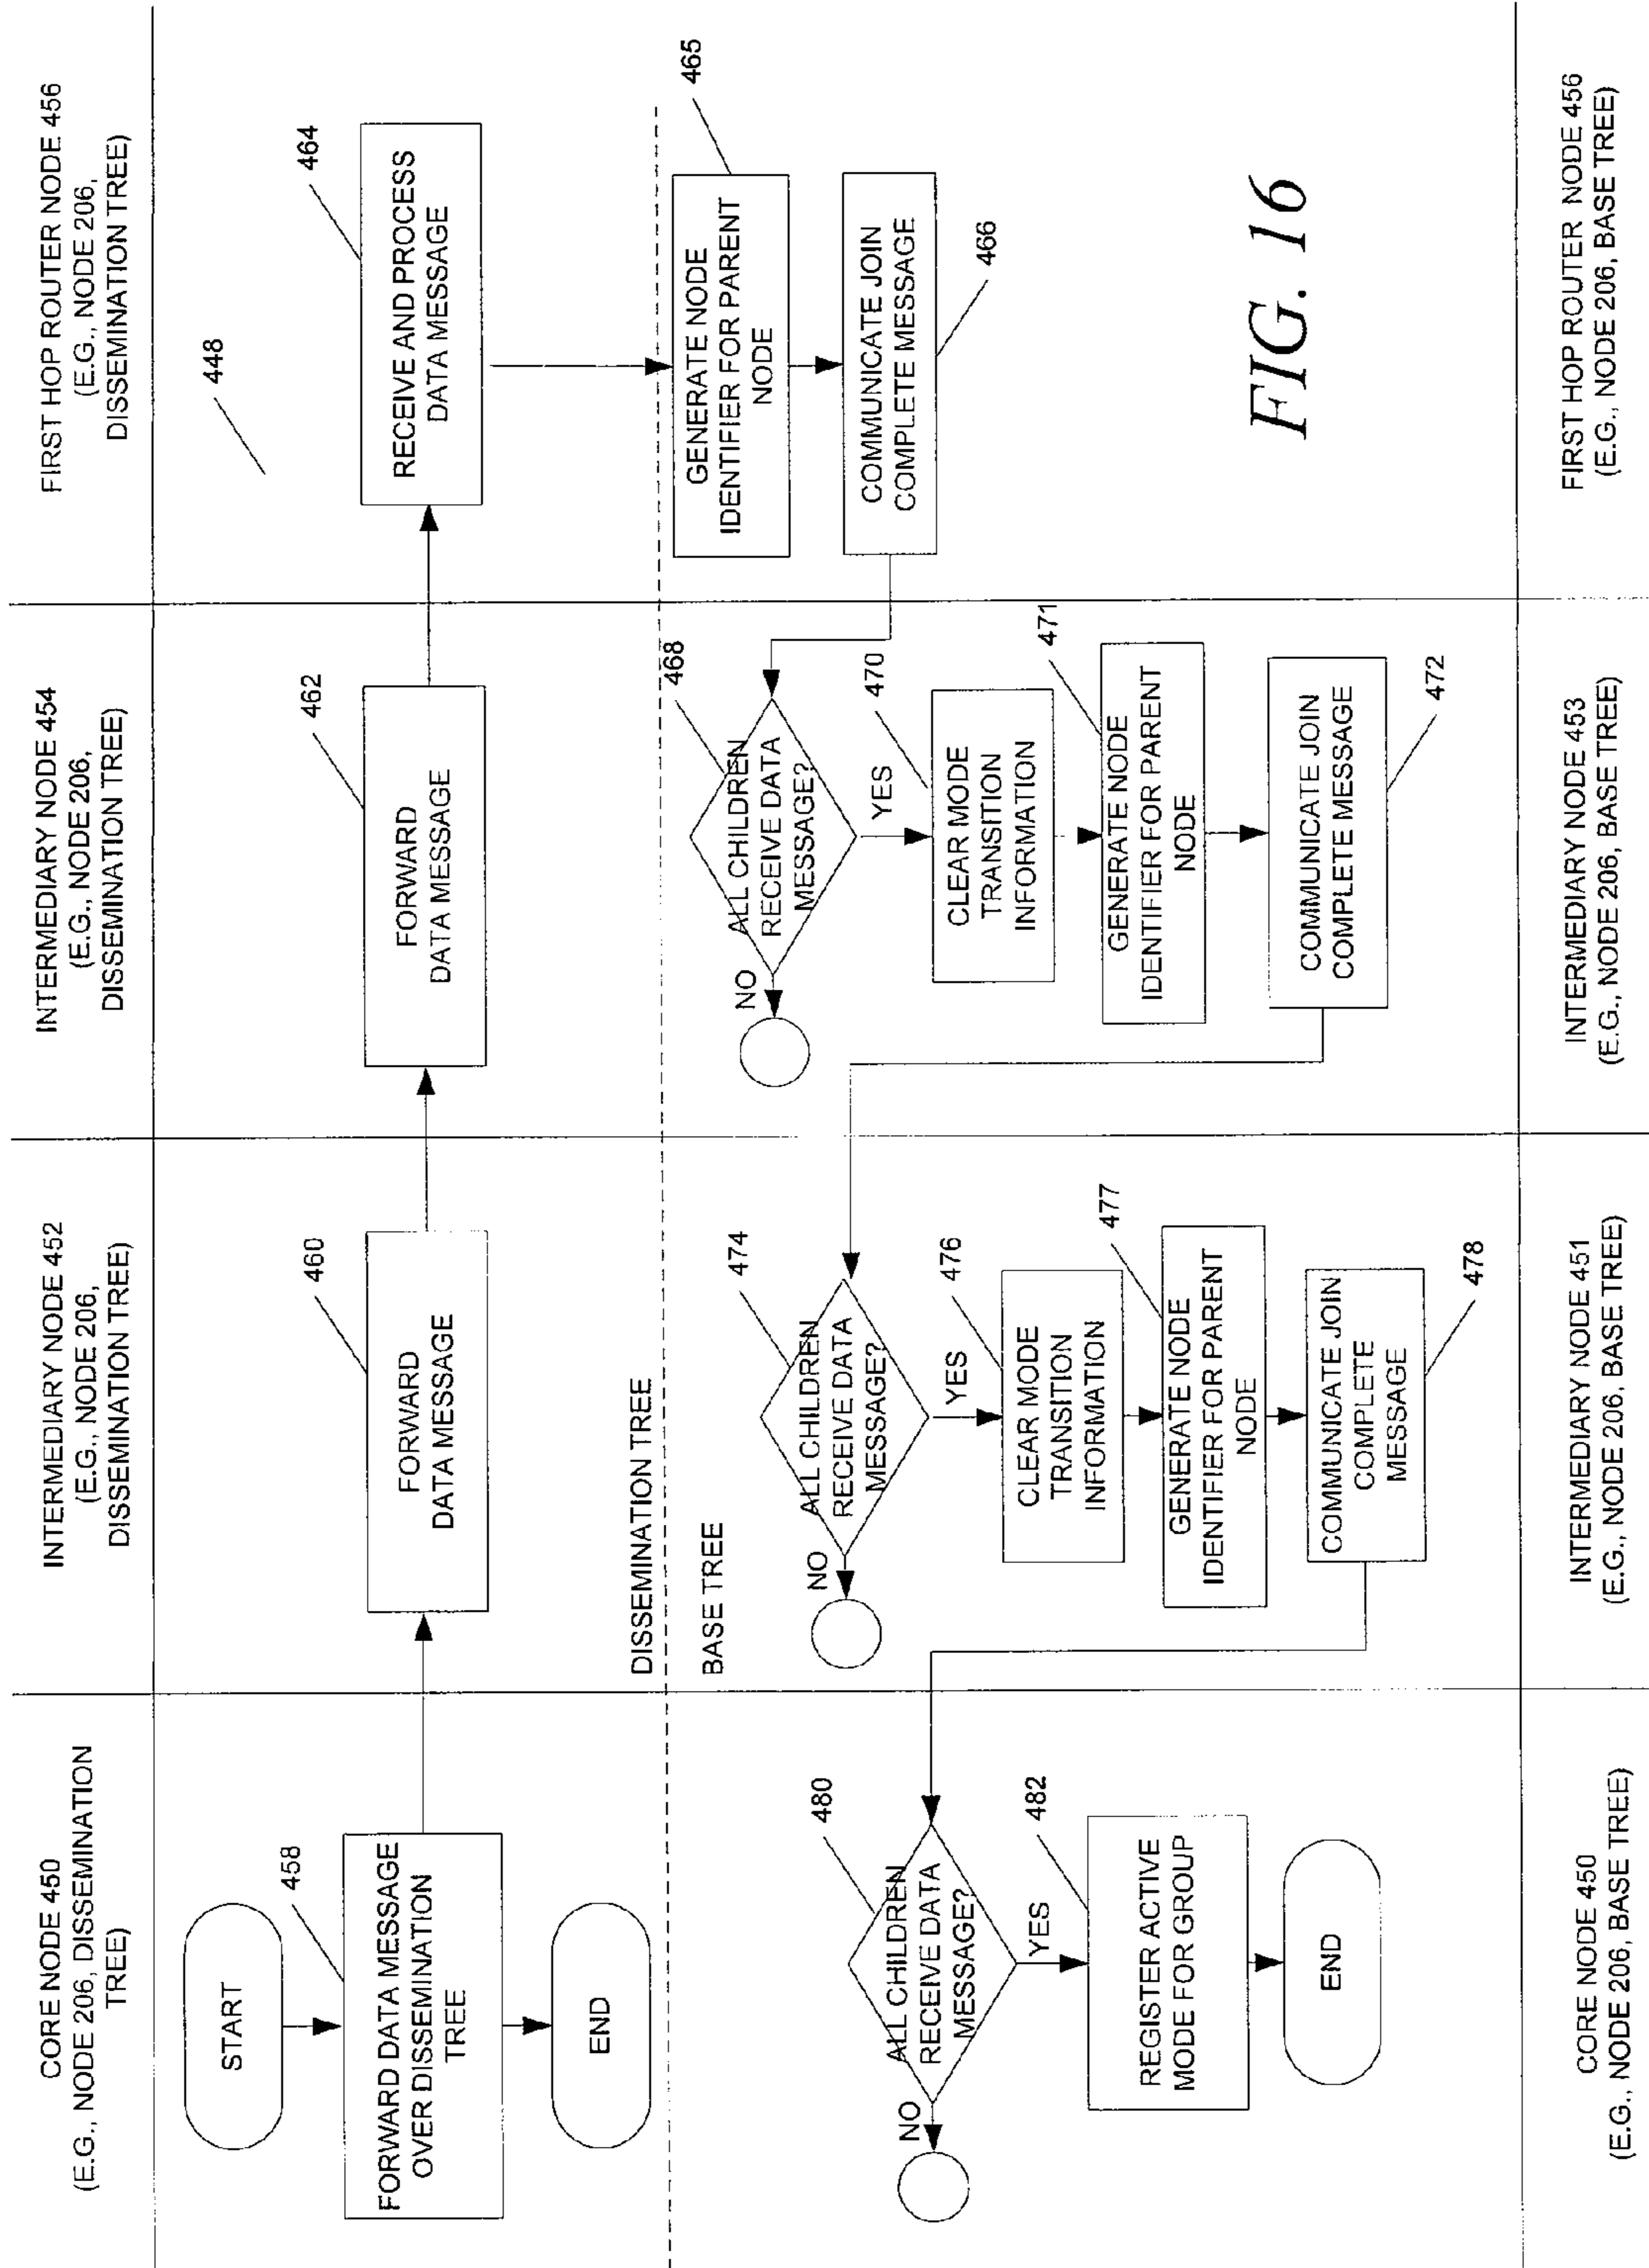 CORE NODE 450
(E.G., NODE 206, DISSEMINATION
TREE)
INTERMEDIARY NODE 452
(E.G., NODE 206,
DISSEMINATION TREE)
INTERMEDIARY NODE 454
(E.G., NODE 206,
DISSEMINATION TREE)
FIRST HOP ROUTER NODE 456
(E.G., NODE 206,
DISSEMINATION TREE)
448
START
458
FORWARD DATA MESSAGE
OVER DISSEMINATION
TREE
END
460
FORWARD
DATA MESSAGE
462
FORWARD
DATA MESSAGE
464
RECEIVE AND PROCESS
DATA MESSAGE
DISSEMINATION TREE
BASE TREE
465
GENERATE NODE
IDENTIFIER FOR PARENT
NODE
COMMUNICATE JOIN
COMPLETE MESSAGE
466
468
ALL CHILDREN
RECEIVE DATA
MESSAGE?
NO
YES
470
CLEAR MODE
TRANSITION
INFORMATION
471
GENERATE NODE
IDENTIFIER FOR PARENT
NODE
COMMUNICATE JOIN
COMPLETE MESSAGE
472
474
ALL CHILDREN
RECEIVE DATA
MESSAGE?
NO
YES
476
CLEAR MODE
TRANSITION
INFORMATION
477
GENERATE NODE
IDENTIFIER FOR PARENT
NODE
COMMUNICATE JOIN
COMPLETE
MESSAGE
478
480
ALL CHILDREN
RECEIVE DATA
MESSAGE?
NO
YES
482
REGISTER ACTIVE
MODE FOR GROUP
END
FIG. 16
CORE NODE 450
(E.G., NODE 206, BASE TREE)
INTERMEDIARY NODE 451
(E.G., NODE 206, BASE TREE)
INTERMEDIARY NODE 453
(E.G., NODE 206, BASE TREE)
FIRST HOP ROUTER NODE 456
(E.G., NODE 206, BASE TREE)